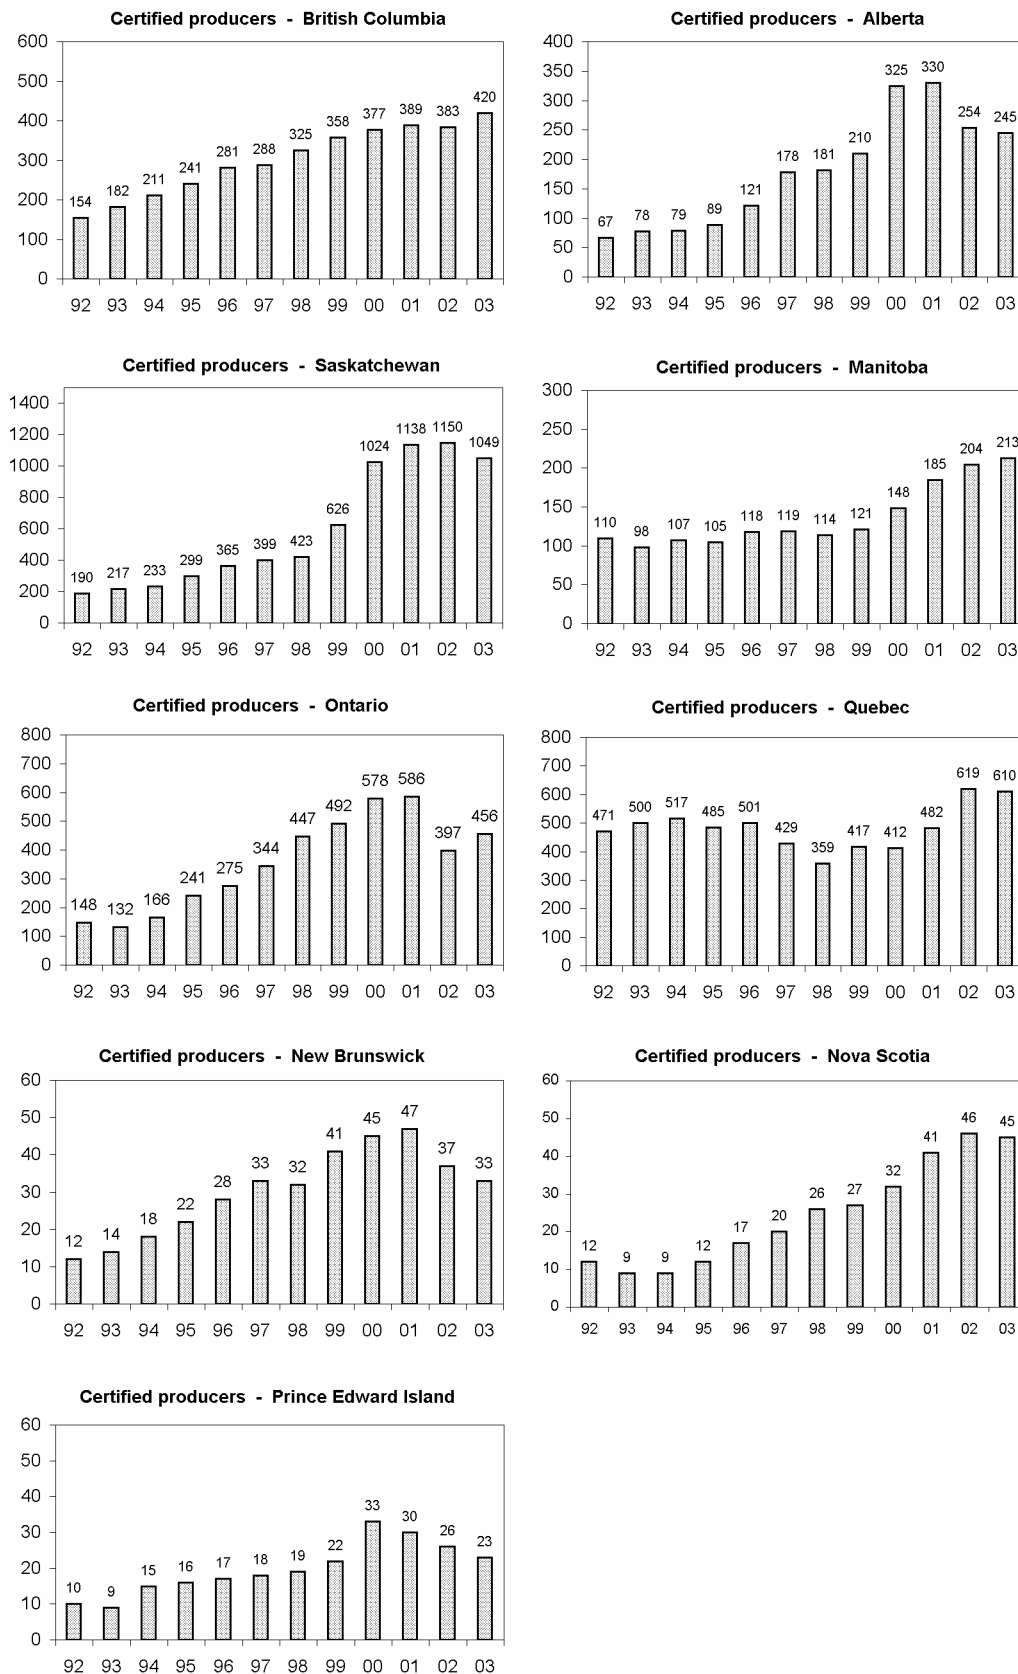 Certified producers - British Columbia
600
500
400
300
200
100
0
154 182 211 241 281 288 325 358 377 389 383 420
92 93 94 95 96 97 98 99 00 01 02 03
Certified producers - Alberta
400
350
300
250
200
150
100
50
0
67 78 79 89 121 178 181 210 325 330 254 245
92 93 94 95 96 97 98 99 00 01 02 03
Certified producers - Saskatchewan
1400
1200
1000
800
600
400
200
0
190 217 233 299 365 399 423 626 1024 1138 1150 1049
92 93 94 95 96 97 98 99 00 01 02 03
Certified producers - Manitoba
300
250
200
150
100
50
0
110 98 107 105 118 119 114 121 148 185 204 213
92 93 94 95 96 97 98 99 00 01 02 03
Certified producers - Ontario
800
700
600
500
400
300
200
100
0
148 132 166 241 275 344 447 492 578 586 397 456
92 93 94 95 96 97 98 99 00 01 02 03
Certified producers - Quebec
800
700
600
500
400
300
200
100
0
471 500 517 485 501 429 359 417 412 482 619 610
92 93 94 95 96 97 98 99 00 01 02 03
Certified producers - New Brunswick
60
50
40
30
20
10
0
12 14 18 22 28 33 32 41 45 47 37 33
92 93 94 95 96 97 98 99 00 01 02 03
Certified producers - Nova Scotia
60
50
40
30
20
10
0
12 9 9 12 17 20 26 27 32 41 46 45
92 93 94 95 96 97 98 99 00 01 02 03
Certified producers - Prince Edward Island
60
50
40
30
20
10
0
10 9 15 16 17 18 19 22 33 30 26 23
92 93 94 95 96 97 98 99 00 01 02 03